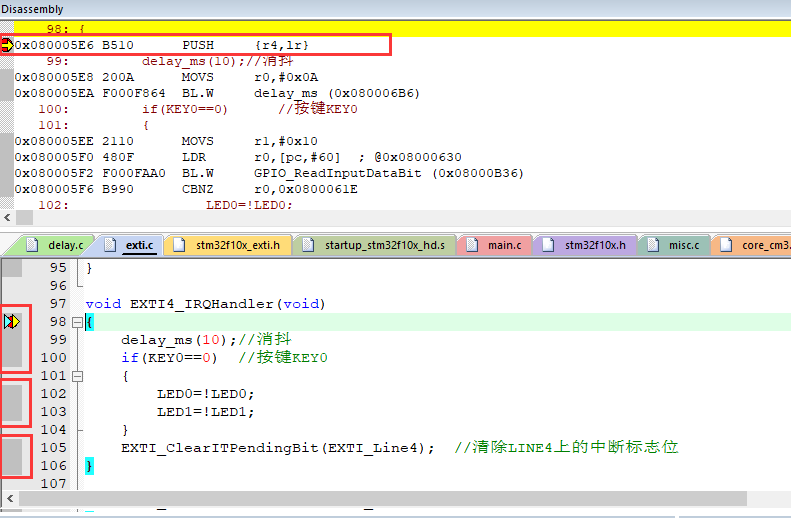 Disassembly
98: {
0x080005E6 B510 PUSH {r4,lr}
99: delay_ms(10);//消抖
0x080005E8 200A MOVS r0,#0x0A
0x080005EA F000F864 BL.W delay_ms (0x080006B6)
100: if(KEY0==0) //按键KEY0
101: {
0x080005EE 2110 MOVS r1,#0x10
0x080005F0 480F LDR r0,[pc,#60] ; @0x08000630
0x080005F2 F000FAA0 BL.W GPIO_ReadInputDataBit (0x08000B36)
0x080005F6 B990 CBNZ r0,0x0800061E
102: LED0=!LED0;
delay.c exti.c stm32f10x_exti.h startup_stm32f10x_hd.s main.c stm32f10x.h misc.c core_cm3.
95 }
96
97 void EXTI4_IRQHandler(void)
98 {
99 delay_ms(10);//消抖
100 if(KEY0==0) //按键KEY0
101 {
102 LED0=!LED0;
103 LED1=!LED1;
104 }
105 EXTI_ClearITPendingBit(EXTI_Line4); //清除LINE4上的中断标志位
106 }
107